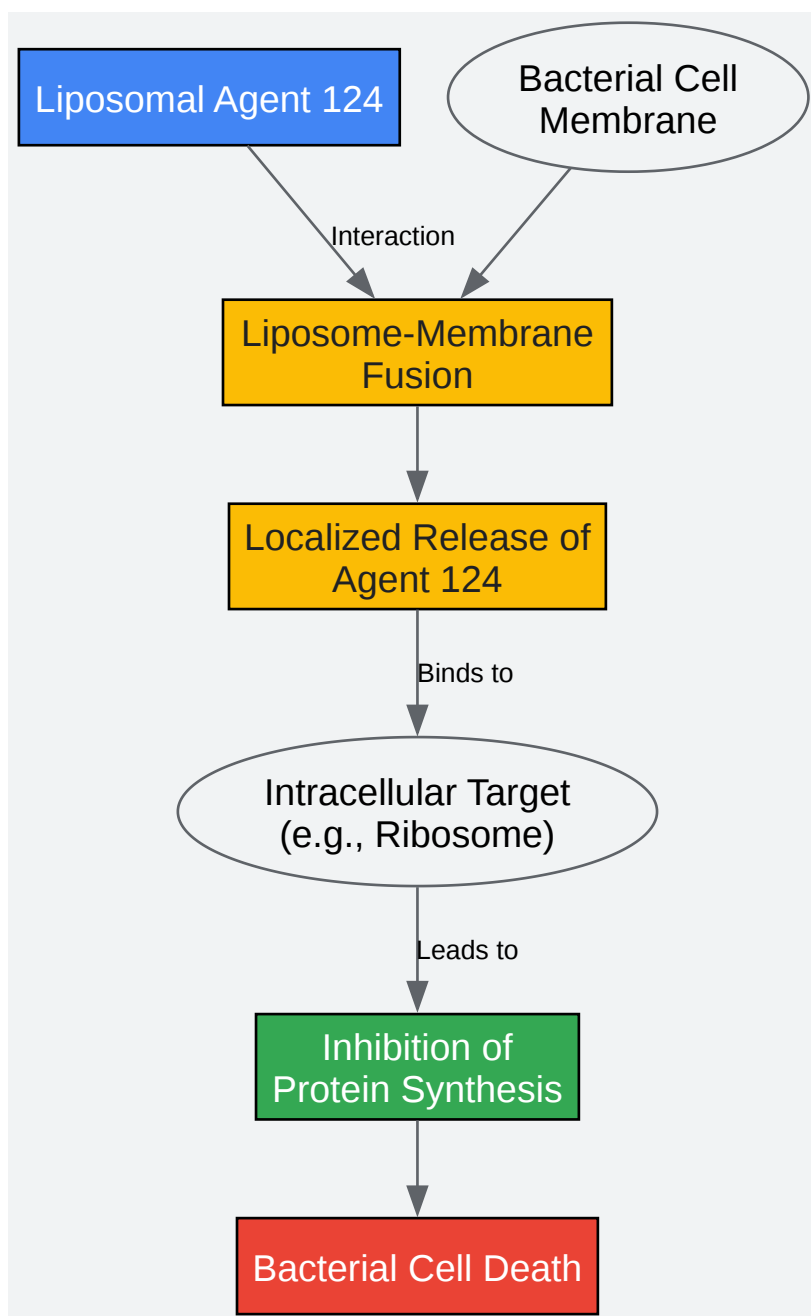 Liposomal Agent 124
Bacterial Cell
Membrane
Interaction
Liposome-Membrane
Fusion
Localized Release of
Agent 124
Binds to
Intracellular Target
(e.g., Ribosome)
Leads to
Inhibition of
Protein Synthesis
Bacterial Cell Death